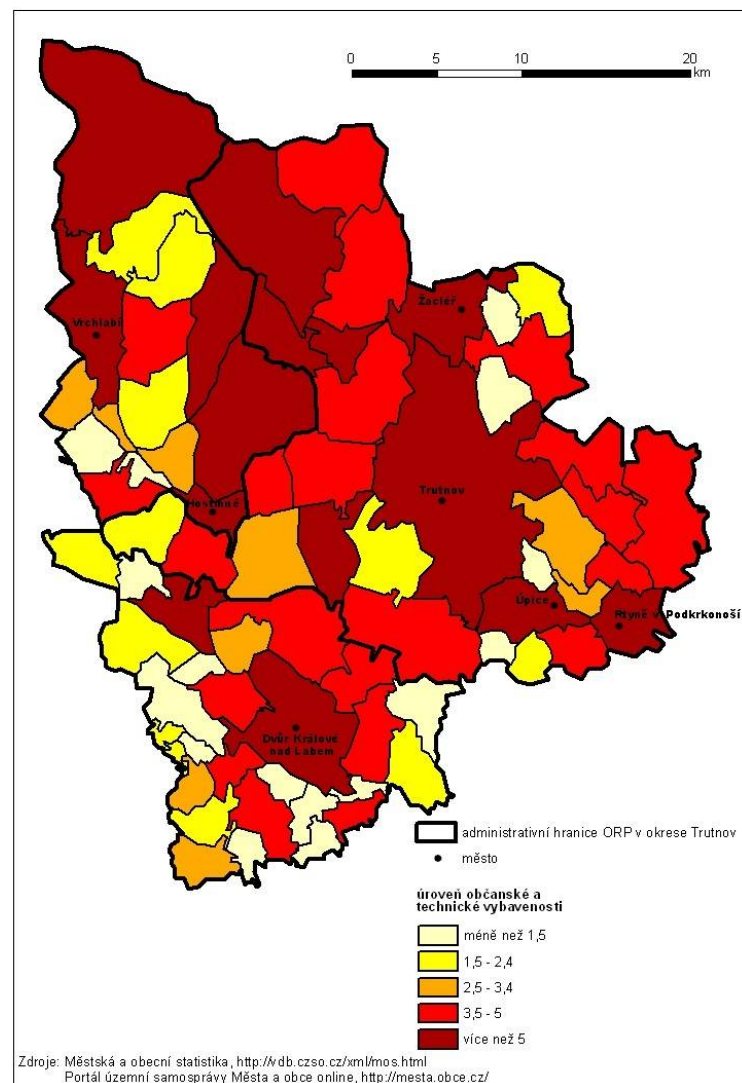 0 5 10 20
km
Žacléř
Vrchlabí
Trutnov
Hostinné
Úpice
Rtyně v Podkrkonoší
Dvůr Králové
nad Labem
administrativní hranice ORP v okrese Trutnov
město
úroveň občanské a
technické vybavenosti
méně než 1,5
1,5 - 2,4
2,5 - 3,4
3,5 - 5
více než 5
Zdroje: Městská a obecní statistika, http://vdb.czso.cz/xml/mos.html
Portál územní samosprávy Města a obce online, http://mesta.obce.cz/